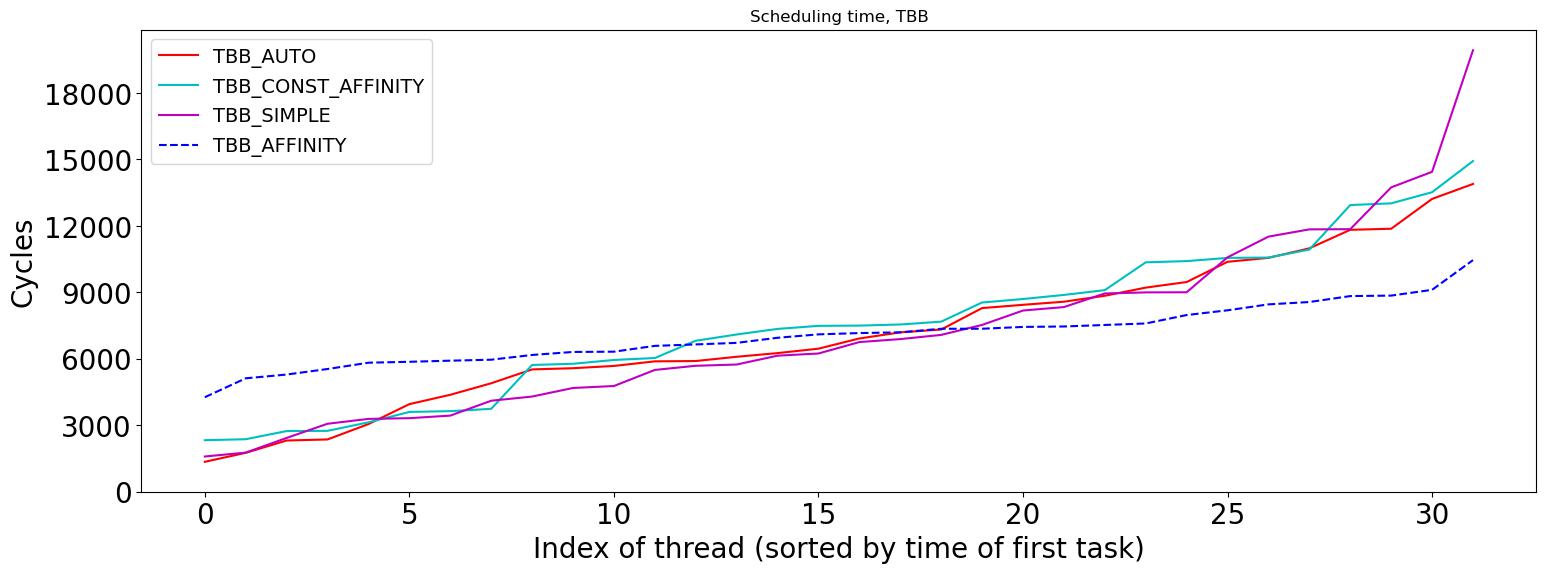 Scheduling time, TBB
TBB_AUTO
TBB_CONST_AFFINITY
TBB_SIMPLE
TBB_AFFINITY
Cycles
18000
15000
12000
9000
6000
3000
0
0 5 10 15 20 25 30
Index of thread (sorted by time of first task)